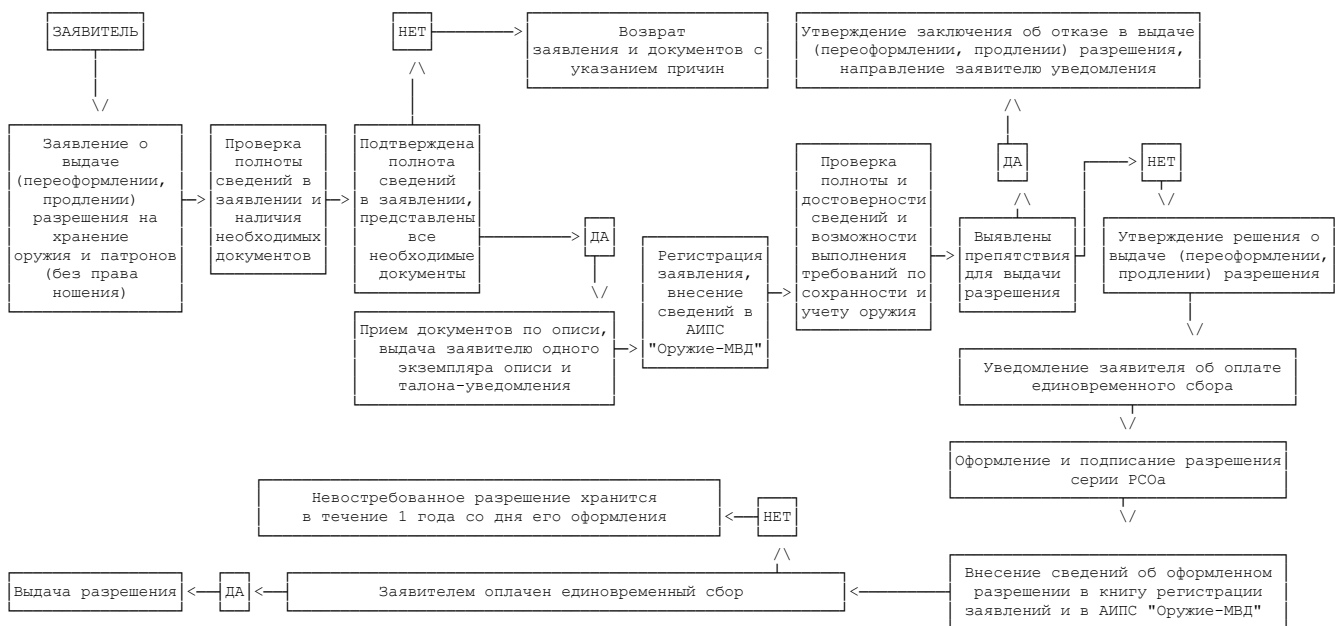 ЗАЯВИТЕЛЬ
Заявление о
выдаче
(переоформлении,
продлении)
разрешения на
хранение
оружия и патронов
(без права
ношения)
Проверка
полноты
сведений в
заявлении и
наличия
необходимых
документов
Подтверждена
полнота
сведений
в заявлении,
представлены
все
необходимые
документы
НЕТ
Возврат
заявления и документов с
указанием причин
ДА
Прием документов по описи,
выдача заявителю одного
экземпляра описи и
талона-уведомления
Регистрация
заявления,
внесение
сведений в
АИПС
"Оружие-МВД"
Проверка
полноты и
достоверности
сведений и
возможности
выполнения
требований по
сохранности и
учету оружия
Выявлены
препятствия
для выдачи
разрешения
ДА
Утверждение заключения об отказе в выдаче
(переоформлении, продлении) разрешения,
направление заявителю уведомления
НЕТ
Утверждение решения о
выдаче (переоформлении,
продлении) разрешения
Уведомление заявителя об оплате
единовременного сбора
Оформление и подписание разрешения
серии РСОа
Внесение сведений об оформленном
разрешении в книгу регистрации
заявлений и в АИПС "Оружие-МВД"
Заявителем оплачен единовременный сбор
НЕТ
Невостребованное разрешение хранится
в течение 1 года со дня его оформления
ДА
Выдача разрешения